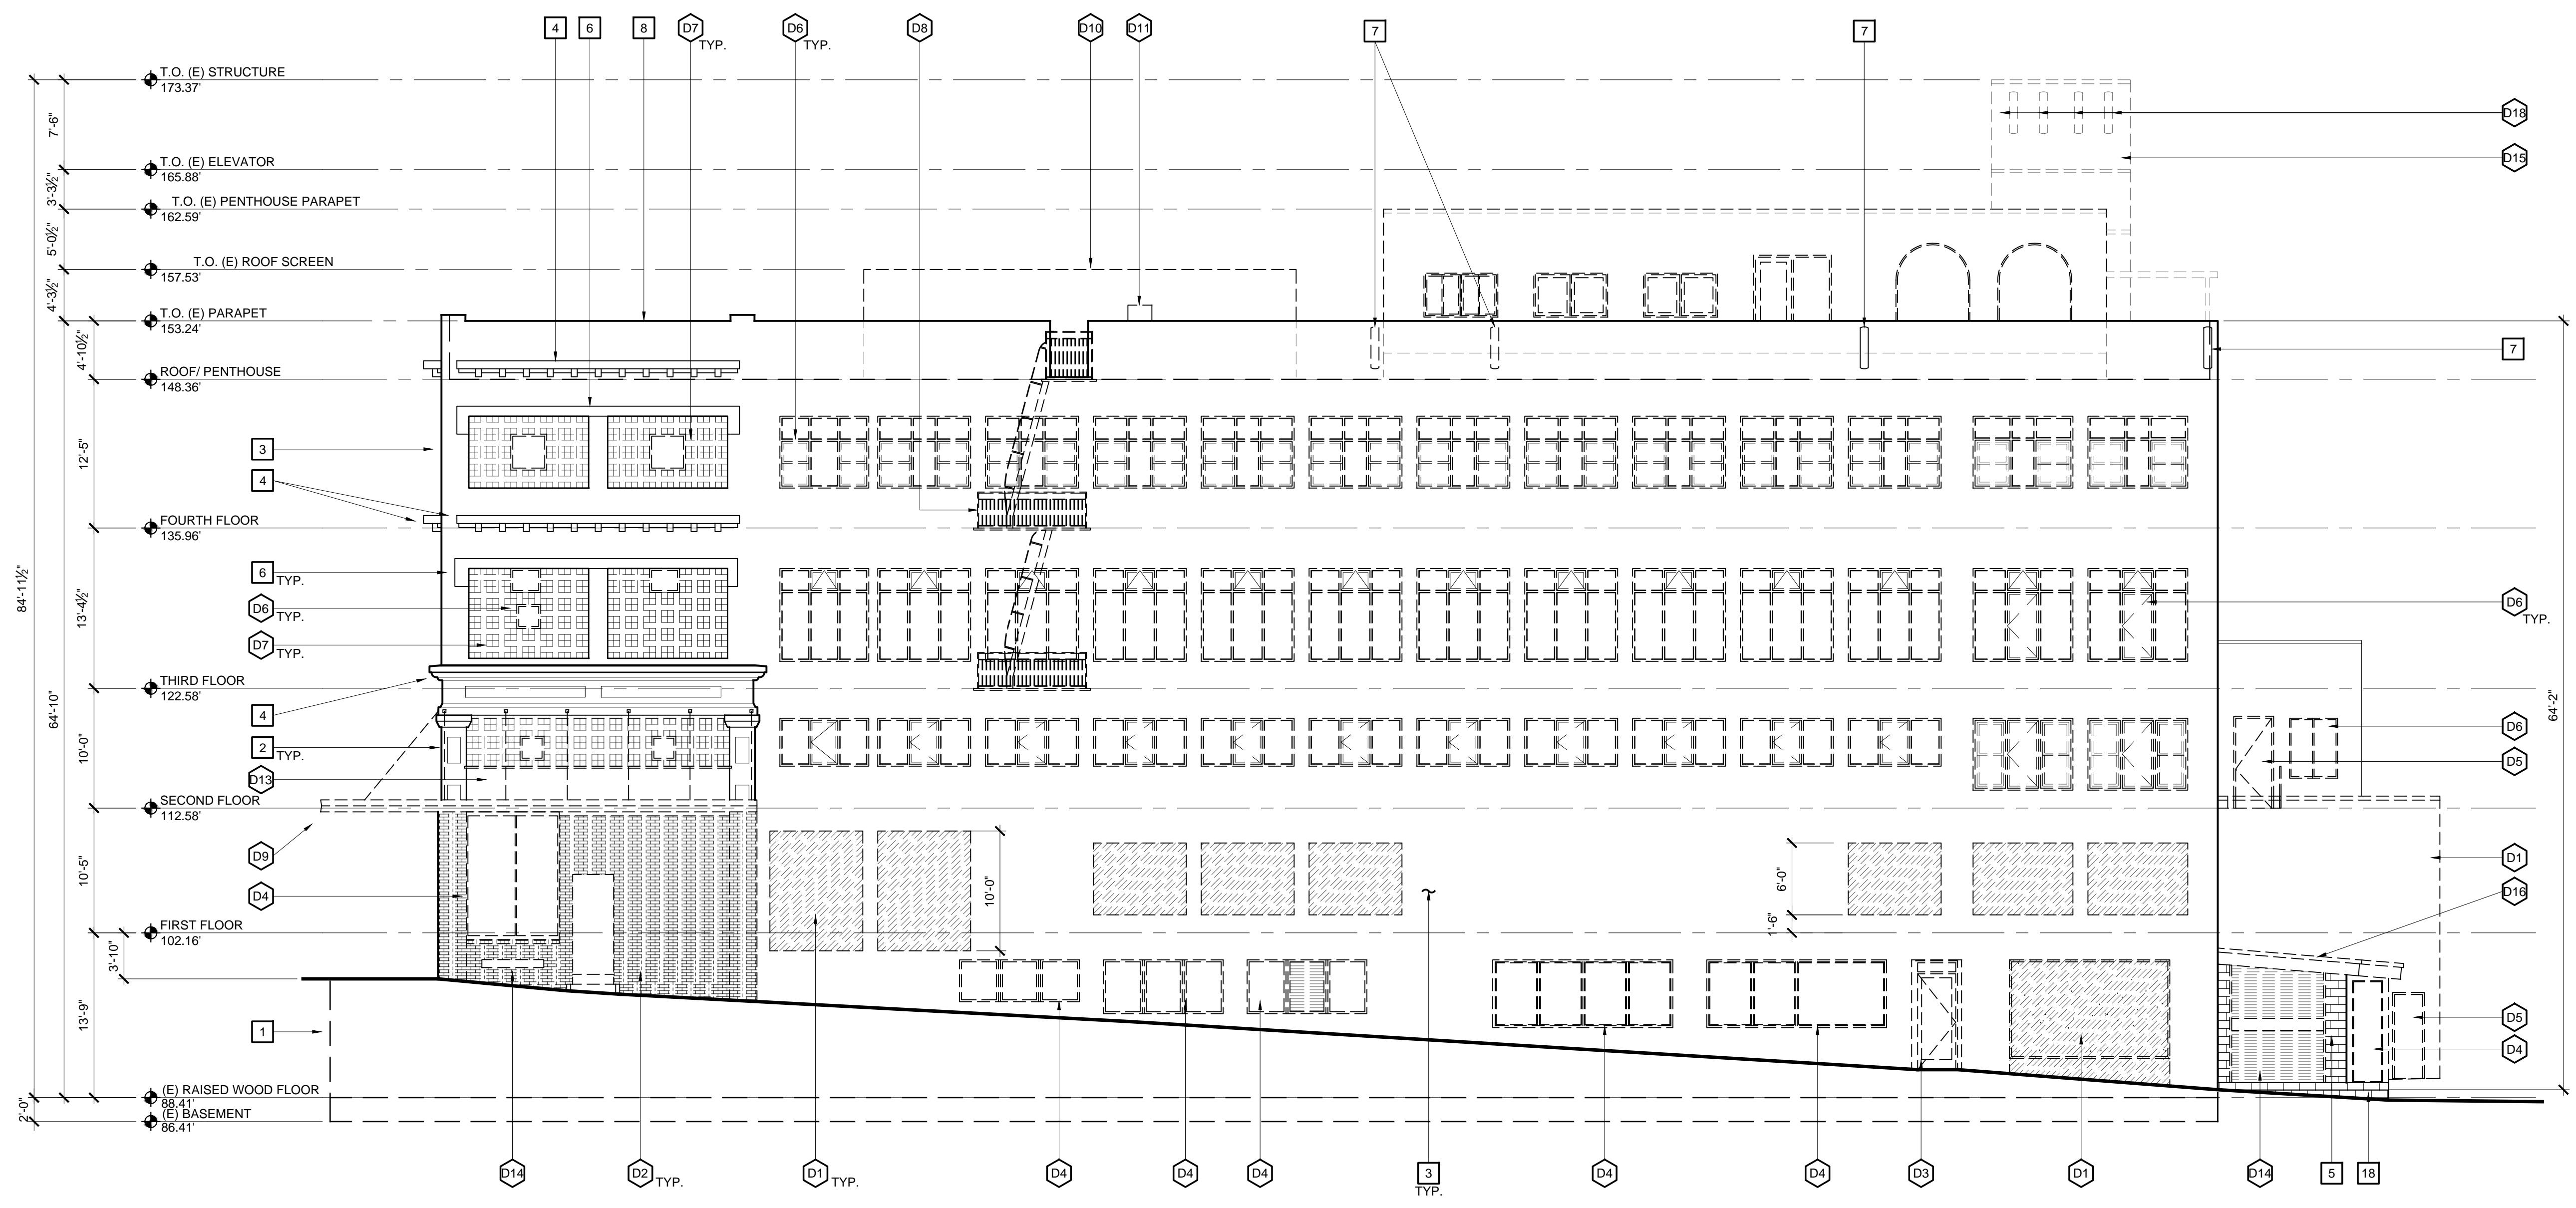 4
6
8
D7
TYP.
D6
TYP.
D8
D10
D11
7
7
T.O. (E) STRUCTURE
173.37'
7'-6"
D18
D15
T.O. (E) ELEVATOR
165.88'
3'-3½"
T.O. (E) PENTHOUSE PARAPET
162.59'
5'-0½"
T.O. (E) ROOF SCREEN
157.53'
4'-3½"
T.O. (E) PARAPET
153.24'
4'-10½"
7
ROOF/ PENTHOUSE
148.36'
12'-5"
3
4
D8
FOURTH FLOOR
135.96'
84'-11½"
13'-4½"
6
TYP.
D6
TYP.
D7
TYP.
D6
TYP.
THIRD FLOOR
122.58'
64'-10"
64'-2"
4
2
TYP.
D13
10'-0"
D6
D5
SECOND FLOOR
112.58'
D9
D4
10'-5"
10'-0"
6'-0"
1'-6"
D1
D16
FIRST FLOOR
102.16'
3'-10"
13'-9"
1
D5
D4
(E) RAISED WOOD FLOOR
88.41'
(E) BASEMENT
86.41'
2'-0"
D14
D2
TYP.
D1
TYP.
D4
D4
D4
3
TYP.
D4
D4
D3
D1
D14
5
18